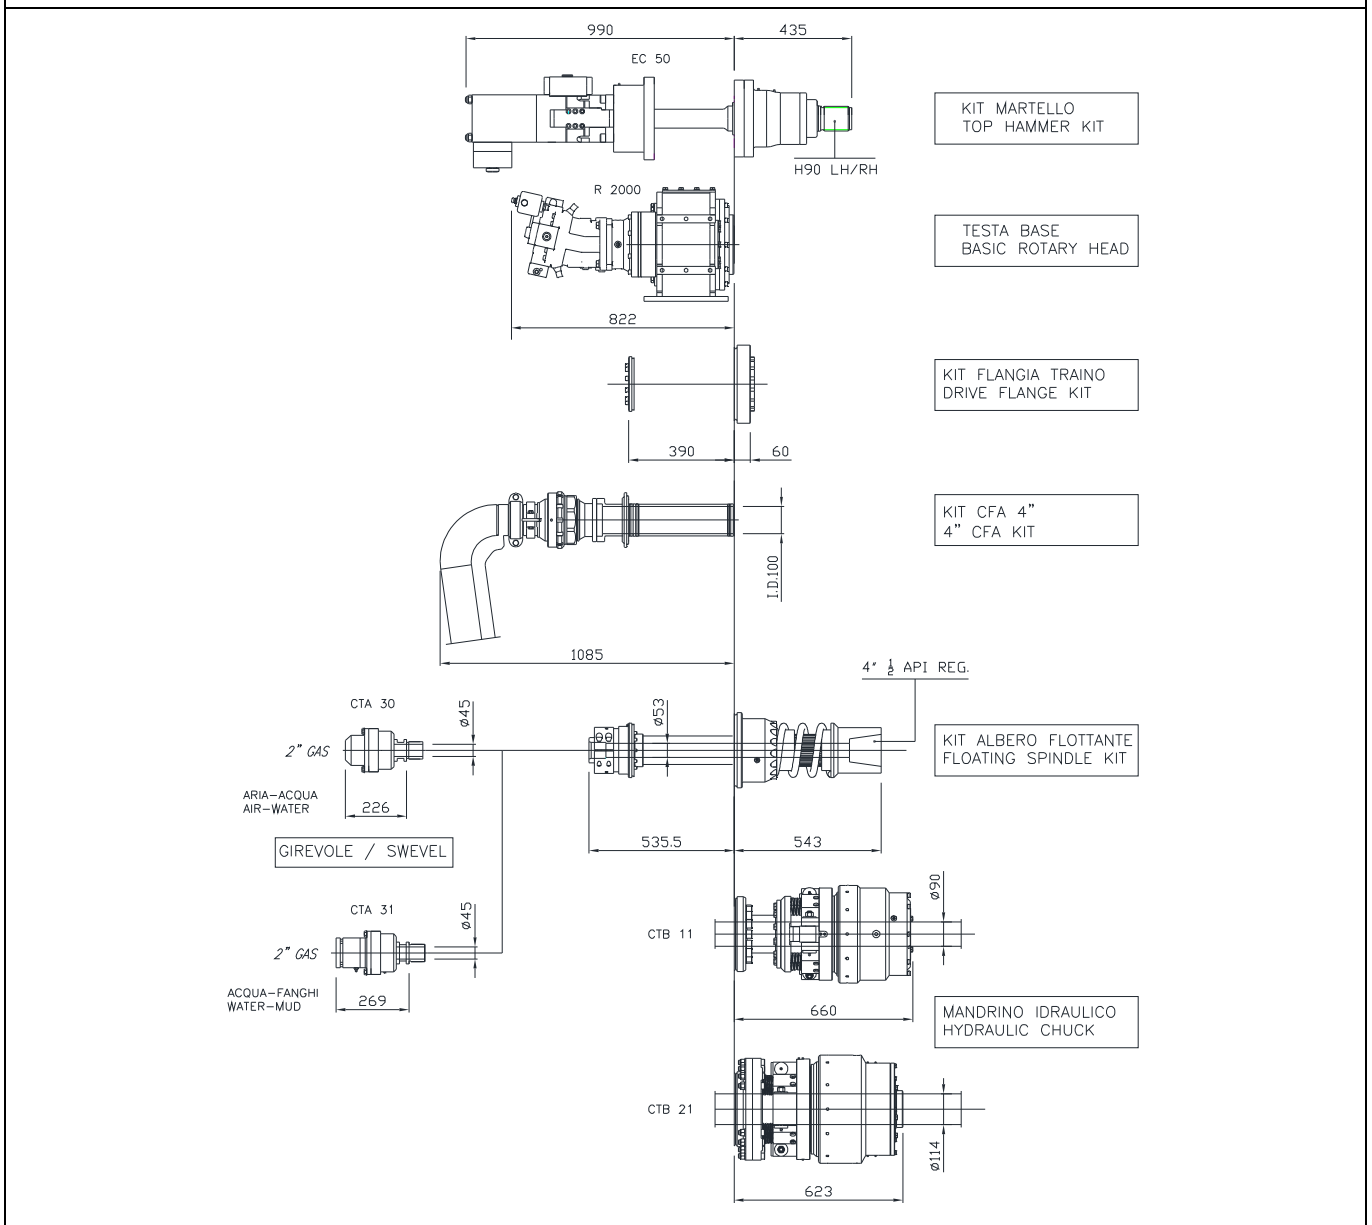 990
435
EC 50
KIT MARTELLO
TOP HAMMER KIT
H90 LH/RH
R 2000
TESTA BASE
BASIC ROTARY HEAD
822
KIT FLANGIA TRAINO
DRIVE FLANGE KIT
390
60
KIT CFA 4”
4” CFA KIT
I.D.100
1085
4" 1/2 API REG.
CTA 30
ø45
ø53
2” GAS
KIT ALBERO FLOTTANTE
FLOATING SPINDLE KIT
ARIA-ACQUA
AIR-WATER
226
535.5
543
GIREVOLE / SWEVEL
ø90
CTA 31
ø45
CTB 11
2” GAS
ACQUA-FANGHI
WATER-MUD
269
660
MANDRINO IDRAULICO
HYDRAULIC CHUCK
CTB 21
ø114
623